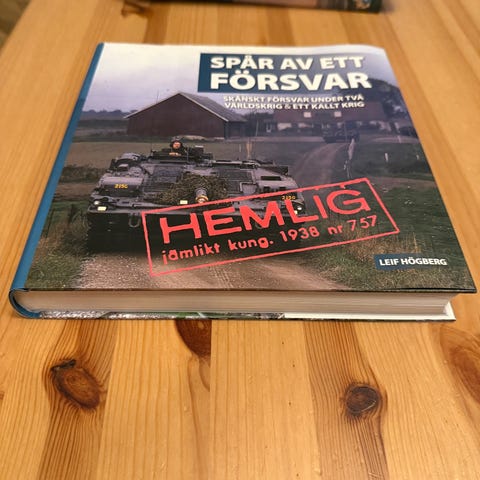 SPÅR AV ETT
FÖRSVAR
SKÅNSKT FÖRSVAR UNDER TVÅ
VÄRLDSKRIG & ETT KALLT KRIG
HEMLIG
jämlikt kung. 1938 nr 757
LEIF HÖGBERG